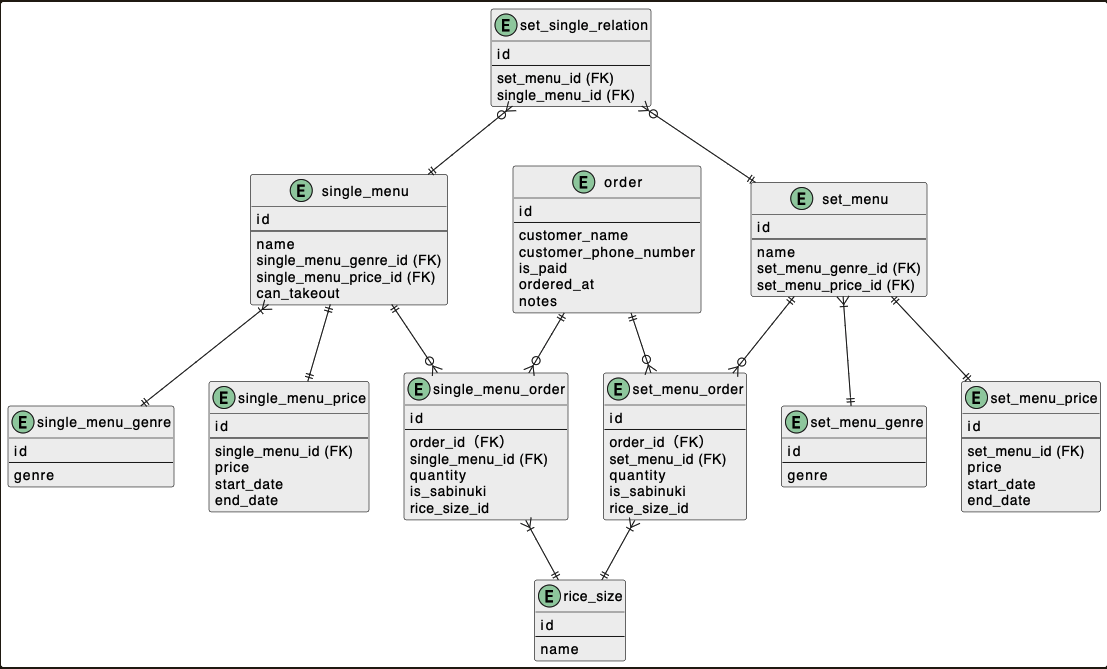 E set_single_relation
id
set_menu_id (FK)
single_menu_id (FK)
E single_menu
id
name
single_menu_genre_id (FK)
single_menu_price_id (FK)
can_takeout
E order
id
customer_name
customer_phone_number
is_paid
ordered_at
notes
E set_menu
id
name
set_menu_genre_id (FK)
set_menu_price_id (FK)
E single_menu_genre
id
genre
E single_menu_price
id
single_menu_id (FK)
price
start_date
end_date
E single_menu_order
id
order_id（FK）
single_menu_id (FK)
quantity
is_sabinuki
rice_size_id
E set_menu_order
id
order_id（FK）
set_menu_id (FK)
quantity
is_sabinuki
rice_size_id
E set_menu_genre
id
genre
E set_menu_price
id
set_menu_id (FK)
price
start_date
end_date
E rice_size
id
name